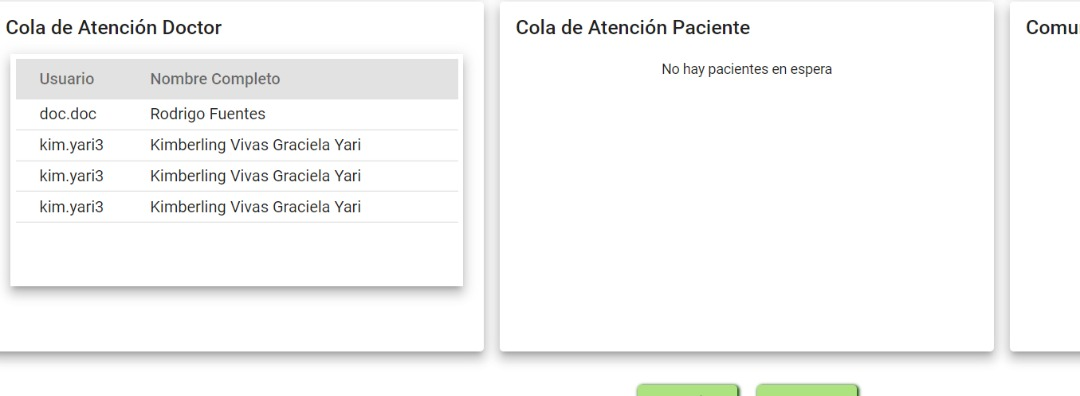 Cola de Atención Doctor
Usuario Nombre Completo
doc.doc Rodrigo Fuentes
kim.yari3 Kimberling Vivas Graciela Yari
kim.yari3 Kimberling Vivas Graciela Yari
kim.yari3 Kimberling Vivas Graciela Yari
Cola de Atención Paciente
No hay pacientes en espera